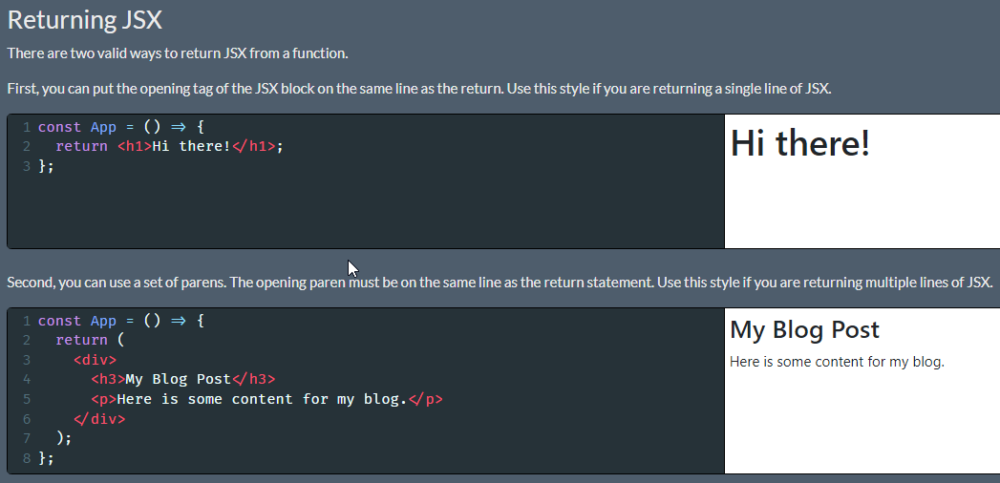 Returning JSX
There are two valid ways to return JSX from a function.
First, you can put the opening tag of the JSX block on the same line as the return. Use this style if you are returning a single line of JSX.
1 const App = () => {
2   return <h1>Hi there!</h1>;
3 };
Hi there!
Second, you can use a set of parens. The opening paren must be on the same line as the return statement. Use this style if you are returning multiple lines of JSX.
1 const App = () => {
2   return (
3     <div>
4       <h3>My Blog Post</h3>
5       <p>Here is some content for my blog.</p>
6     </div>
7   );
8 };
My Blog Post
Here is some content for my blog.